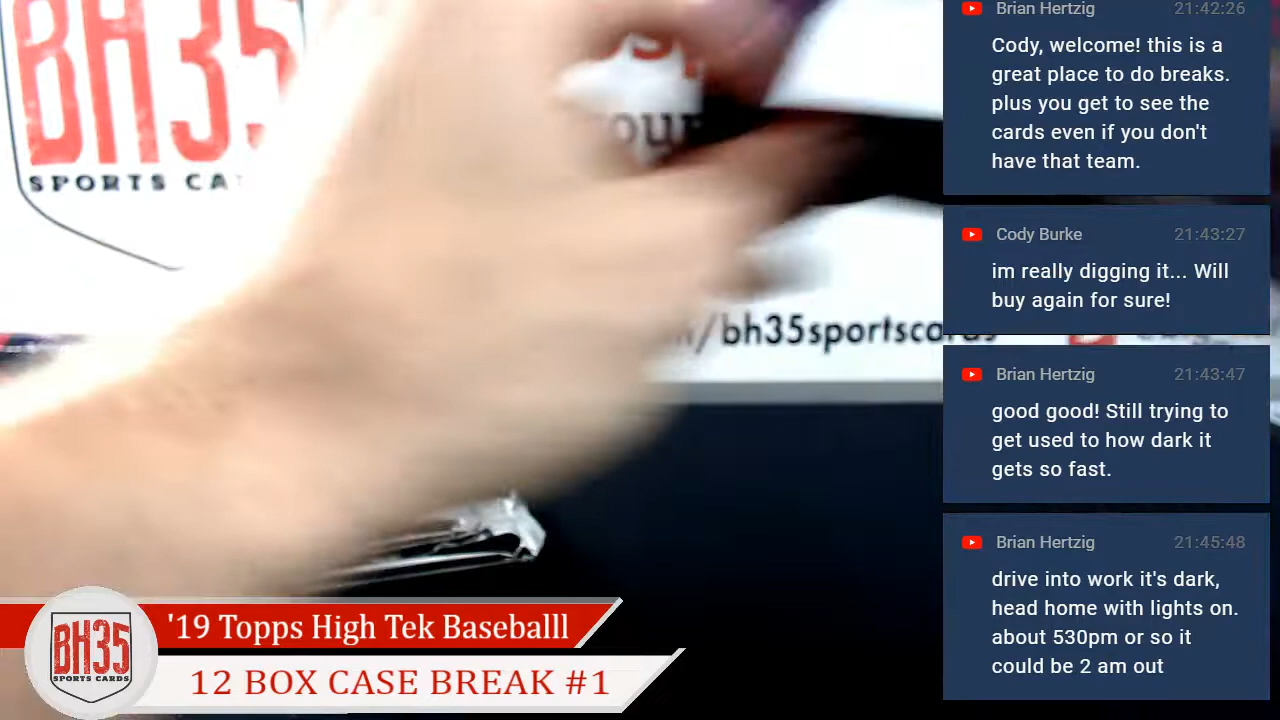 BH35
SPORTS CA
our
/bh35sportscards
Brian Hertzig 21:42:26
Cody, welcome! this is a
great place to do breaks.
plus you get to see the
cards even if you don't
have that team.
Cody Burke 21:43:27
im really digging it... Will
buy again for sure!
Brian Hertzig 21:43:47
good good! Still trying to
get used to how dark it
gets so fast.
Brian Hertzig 21:45:48
drive into work it's dark,
head home with lights on.
about 530pm or so it
could be 2 am out
BH35
SPORTS CARDS
'19 Topps High Tek Baseballl
12 BOX CASE BREAK #1